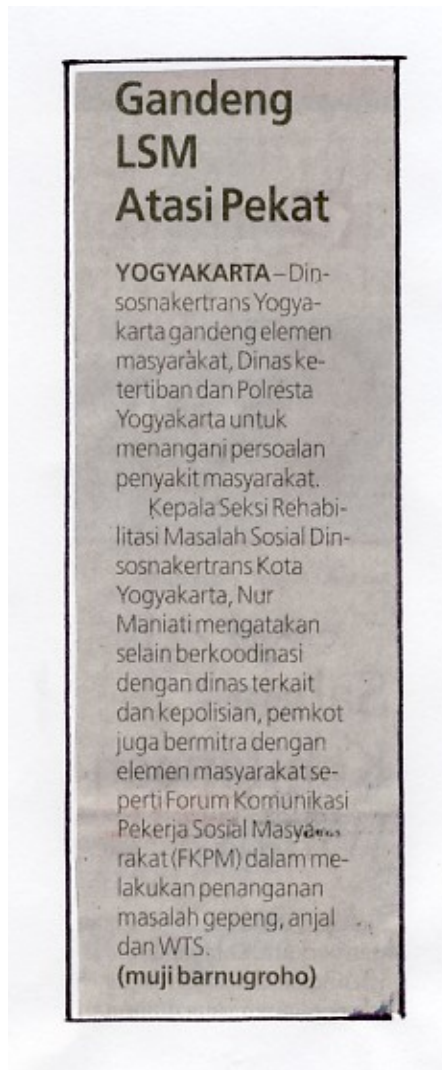 Gandeng
LSM
Atasi Pekat
YOGYAKARTA – Din-
sosnakertrans Yogya-
karta gandeng elemen
masyarakat, Dinas ke-
tertiban dan Polresta
Yogyakarta untuk
menangani persoalan
penyakit masyarakat.
Kepala Seksi Rehabi-
litasi Masalah Sosial Din-
sosnakertrans Kota
Yogyakarta, Nur
Maniati mengatakan
selain berkoodinasi
dengan dinas terkait
dan kepolisian, pemkot
juga bermitra dengan
elemen masyarakat se-
perti Forum Komunikasi
Pekerja Sosial Masya-
rakat (FKPM) dalam me-
lakukan penanganan
masalah gepeng, anjal
dan WTS.
(muji barnugroho)